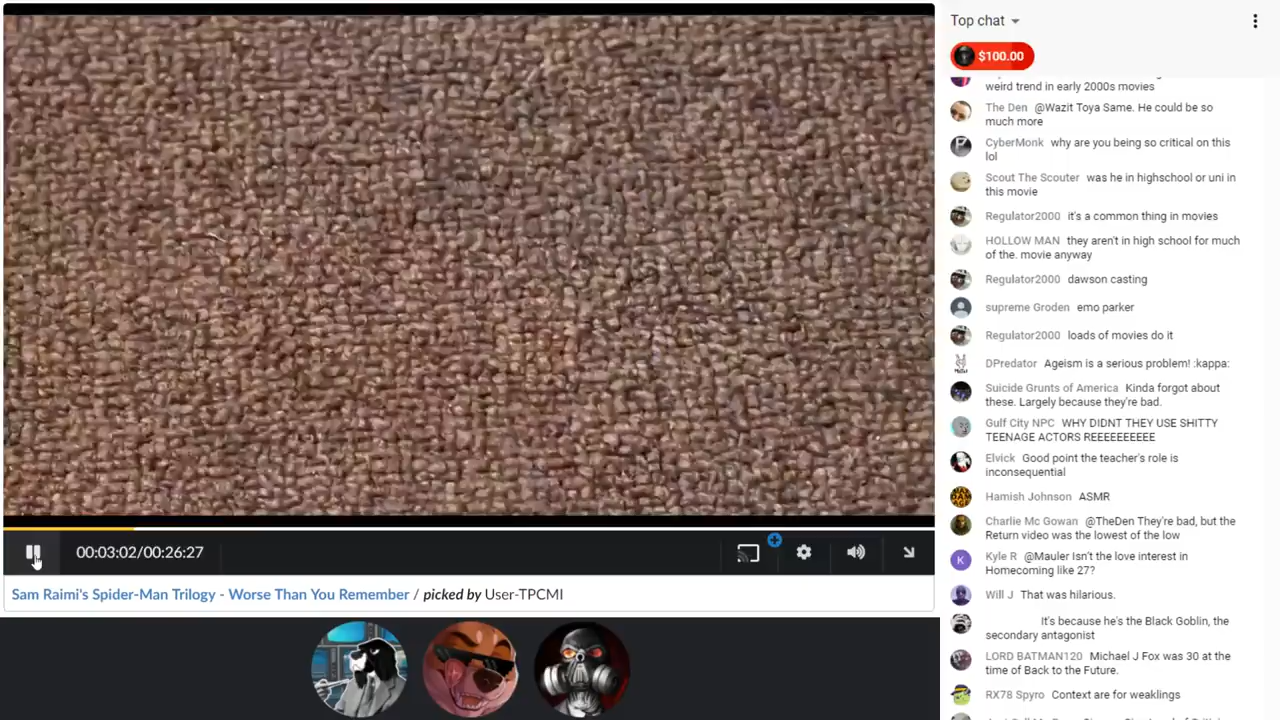 Top chat
$100.00
weird trend in early 2000s movies
The Den @Wazit Toya Same. He could be so
much more
CyberMonk why are you being so critical on this
lol
Scout The Scouter was he in highschool or uni in
this movie
Regulator2000 it's a common thing in movies
HOLLOW MAN they aren't in high school for much
of the. movie anyway
Regulator2000 dawson casting
supreme Groden emo parker
Regulator2000 loads of movies do it
DPredator Ageism is a serious problem! :kappa:
Suicide Grunts of America Kinda forgot about
these. Largely because they're bad.
Gulf City NPC WHY DIDNT THEY USE SHITTY
TEENAGE ACTORS REEEEEEEEEE
Elvick Good point the teacher's role is
inconsequential
Hamish Johnson ASMR
Charlie Mc Gowan @TheDen They're bad, but the
Return video was the lowest of the low
Kyle R @Mauler Isn't the love interest in
Homecoming like 27?
Will J That was hilarious.
It's because he's the Black Goblin, the
secondary antagonist
LORD BATMAN120 Michael J Fox was 30 at the
time of Back to the Future.
RX78 Spyro Context are for weaklings
00:03:02/00:26:27
Sam Raimi's Spider-Man Trilogy - Worse Than You Remember / picked by User-TPCMI